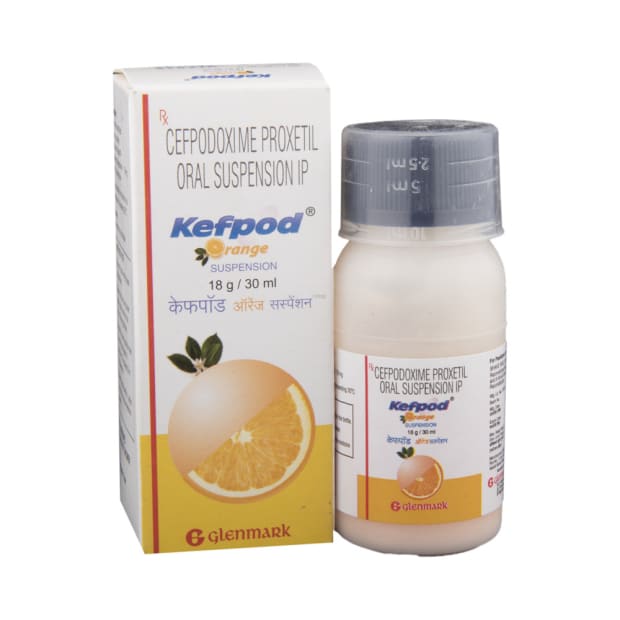 Rx
CEFPODOXIME PROXETIL
ORAL SUSPENSION IP
Kefpod®
Orange
SUSPENSION
18 g / 30 ml
केफपॉड ऑरेंज सस्पेंशन
G GLENMARK
2.5ml
5ml
10ml
Rx
CEFPODOXIME PROXETIL
ORAL SUSPENSION IP
Kefpod®
Orange
SUSPENSION
18 g / 30 ml
केफपॉड ऑरेंज सस्पेंशन
G GLENMARK